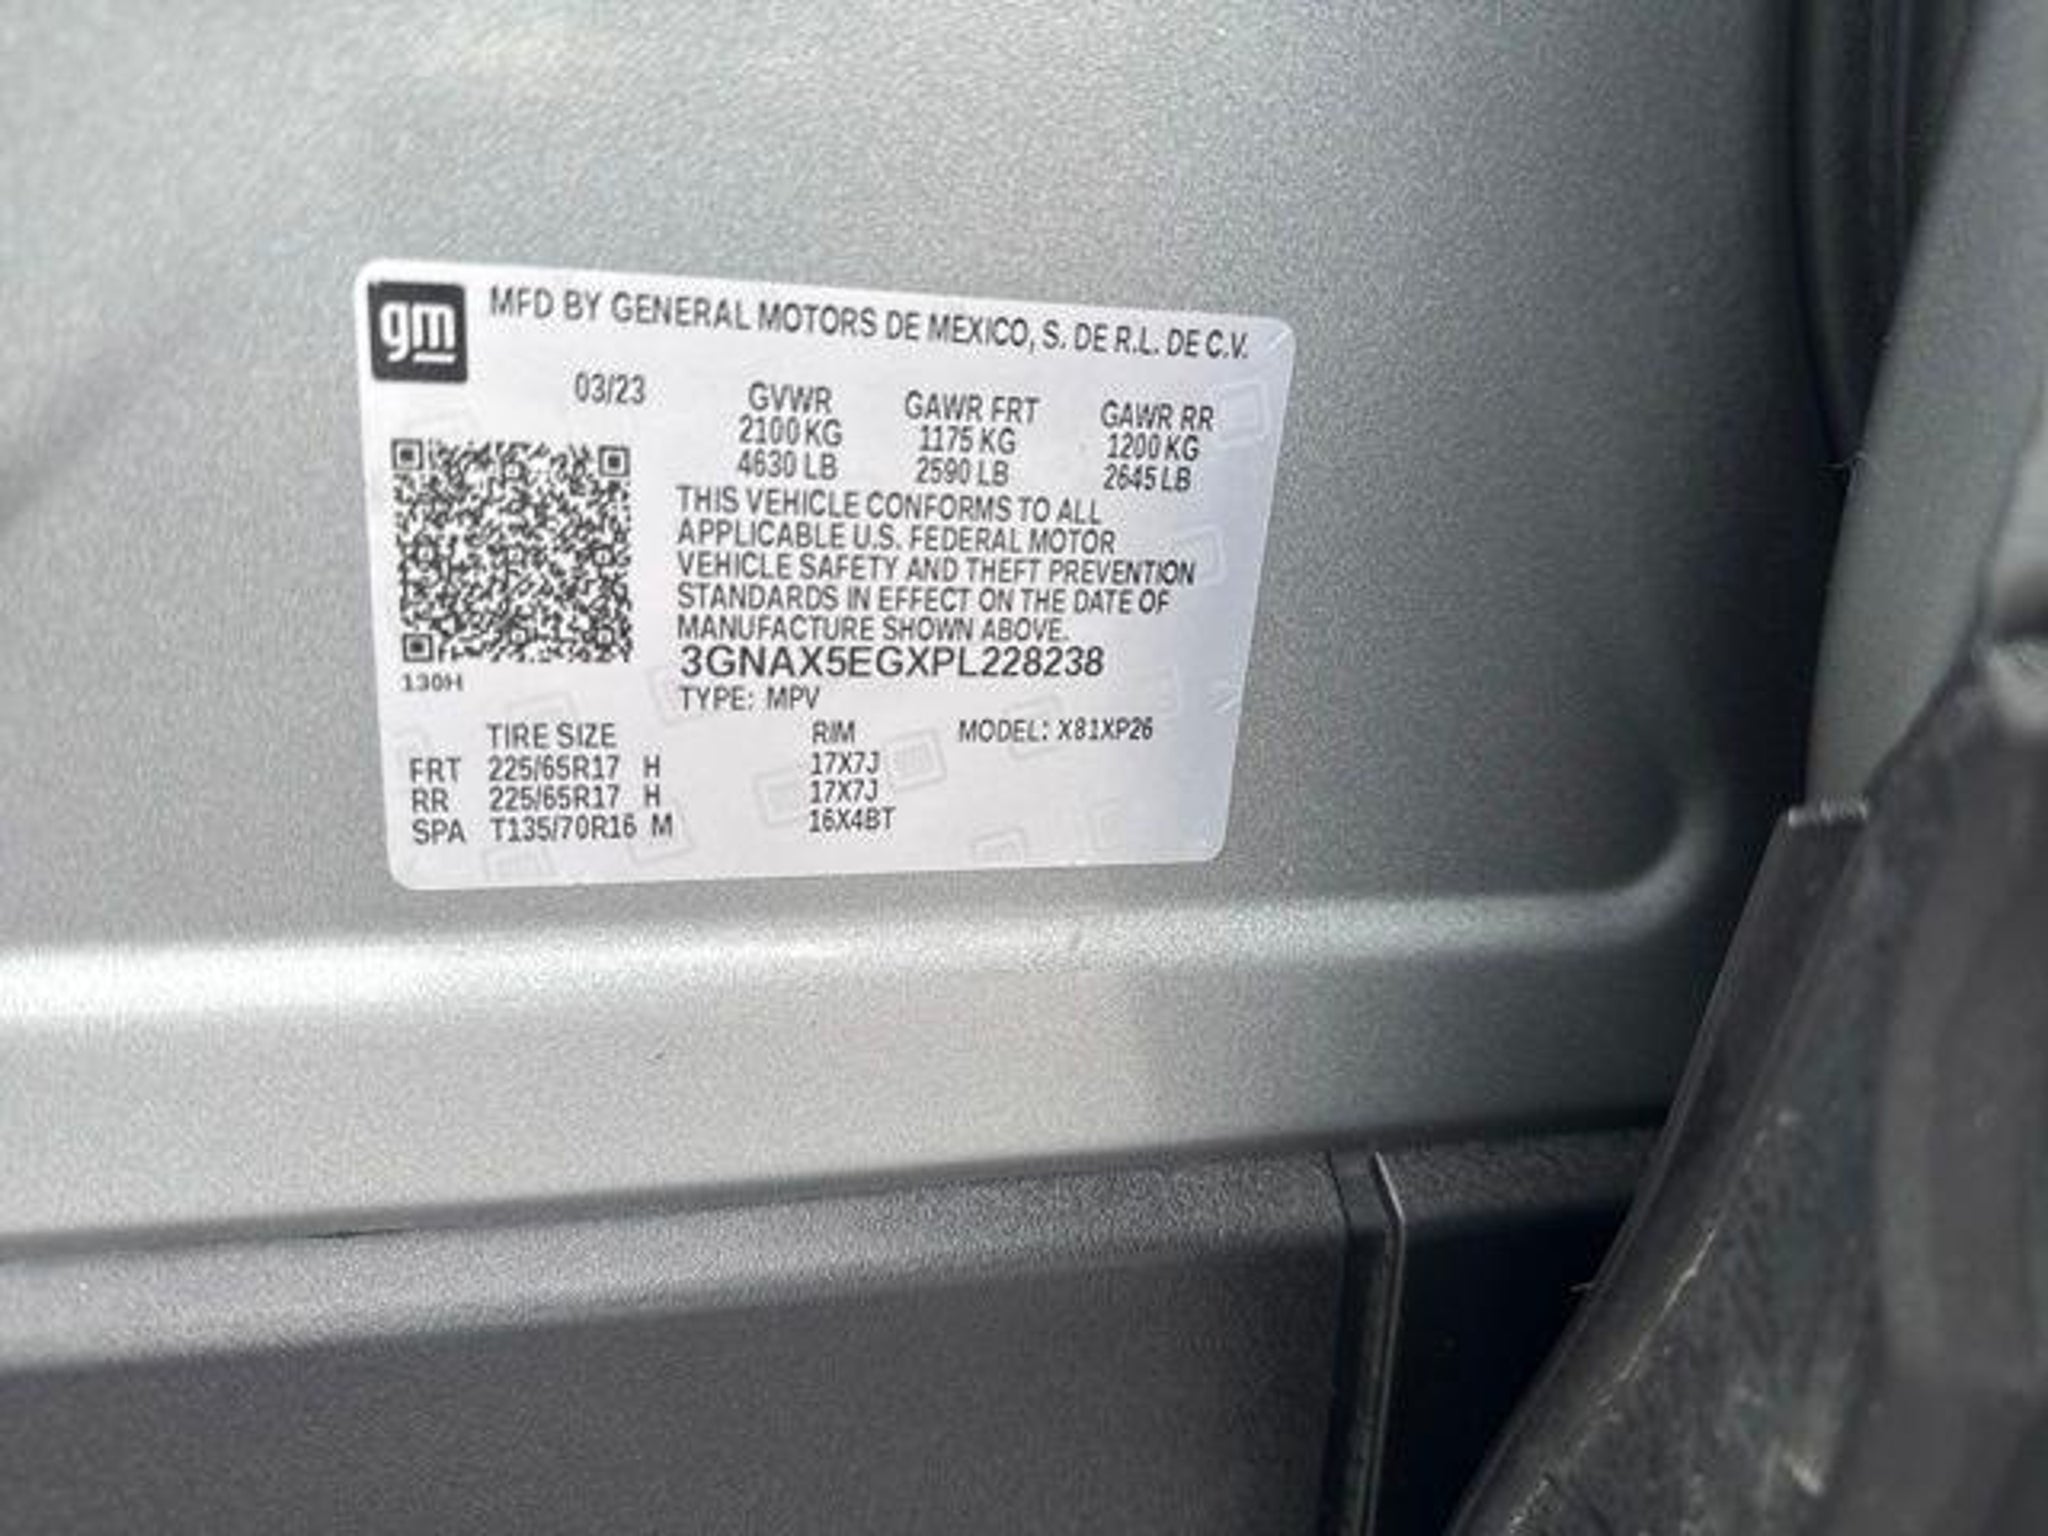 gm MFD BY GENERAL MOTORS DE MEXICO, S. DE R.L. DE C.V.
03/23 GVWR GAWR FRT GAWR RR
2100 KG 1175 KG 1200 KG
4630 LB 2590 LB 2645 LB
THIS VEHICLE CONFORMS TO ALL
APPLICABLE U.S. FEDERAL MOTOR
VEHICLE SAFETY AND THEFT PREVENTION
STANDARDS IN EFFECT ON THE DATE OF
MANUFACTURE SHOWN ABOVE.
3GNAX5EGXPL228238
130H
TYPE: MPV
TIRE SIZE RIM MODEL: X81XP26
FRT 225/65R17 H 17X7J
RR 225/65R17 H 17X7J
SPA T135/70R16 M 16X4BT